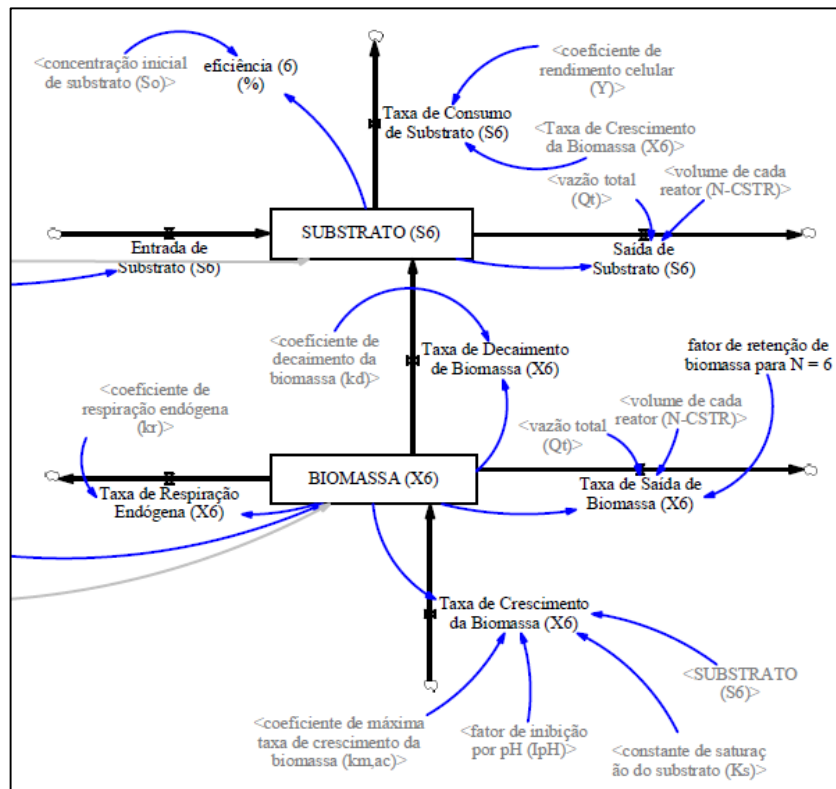 <concentração inicial
de substrato (So)>
eficiência (6)
(%)
<coeficiente de
rendimento celular
(Y)>
Taxa de Consumo
de Substrato (S6)
<Taxa de Crescimento
da Biomassa (X6)>
<vazão total
(Qt)>
<volume de cada
reator (N-CSTR)>
SUBSTRATO (S6)
Entrada de
Substrato (S6)
Saída de
Substrato (S6)
<coeficiente de
decaimento da
biomassa (kd)>
Taxa de Decaimento
de Biomassa (X6)
fator de retenção de
biomassa para N = 6
<coeficiente de
respiração endógena
(kr)>
<vazão total
(Qt)>
<volume de cada
reator (N-CSTR)>
BIOMASSA (X6)
Taxa de Respiração
Endógena (X6)
Taxa de Saída de
Biomassa (X6)
Taxa de Crescimento
da Biomassa (X6)
<SUBSTRATO
(S6)>
<coeficiente de máxima
taxa de crescimento da
biomassa (km,ac)>
<fator de inibição
por pH (IpH)>
<constante de saturaç
ão do substrato (Ks)>